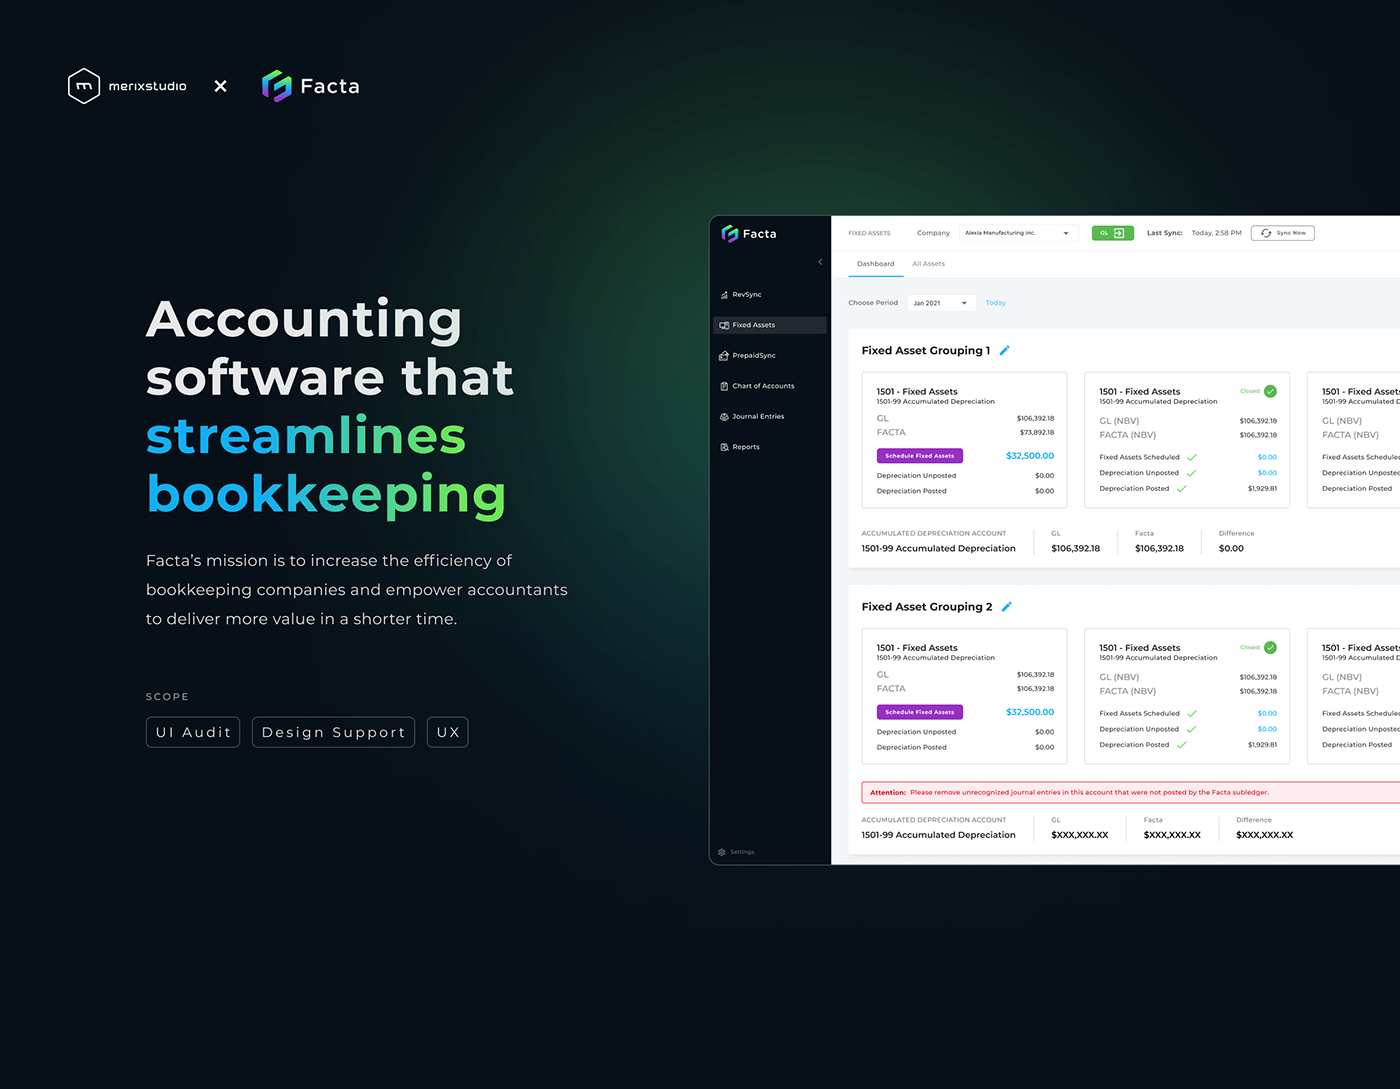 merixstudio × Facta
Accounting
software that
streamlines
bookkeeping
Facta’s mission is to increase the efficiency of
bookkeeping companies and empower accountants
to deliver more value in a shorter time.
SCOPE
UI Audit Design Support UX
Facta
RevSync
Fixed Assets
PrepaidSync
Chart of Accounts
Journal Entries
Reports
Settings
FIXED ASSETS Company Alexia Manufacturing Inc. GL Last Sync: Today, 2:58 PM Sync Now
Dashboard All Assets
Choose Period Jan 2021 Today
Fixed Asset Grouping 1
1501 - Fixed Assets
1501-99 Accumulated Depreciation
GL $106,392.18
FACTA $73,892.18
Schedule Fixed Assets $32,500.00
Depreciation Unposted $0.00
Depreciation Posted $0.00
1501 - Fixed Assets Closed
1501-99 Accumulated Depreciation
GL (NBV) $106,392.18
FACTA (NBV) $106,392.18
Fixed Assets Scheduled $0.00
Depreciation Unposted $0.00
Depreciation Posted $1,929.81
1501 - Fixed Assets
1501-99 Accumulated D
GL (NBV)
FACTA (NBV)
Fixed Assets Scheduled
Depreciation Unposted
Depreciation Posted
ACCUMULATED DEPRECIATION ACCOUNT GL Facta Difference
1501-99 Accumulated Depreciation $106,392.18 $106,392.18 $0.00
Fixed Asset Grouping 2
1501 - Fixed Assets
1501-99 Accumulated Depreciation
GL $106,392.18
FACTA $106,392.18
Schedule Fixed Assets $32,500.00
Depreciation Unposted $0.00
Depreciation Posted $0.00
1501 - Fixed Assets Closed
1501-99 Accumulated Depreciation
GL (NBV) $106,392.18
FACTA (NBV) $106,392.18
Fixed Assets Scheduled $0.00
Depreciation Unposted $0.00
Depreciation Posted $1,929.81
1501 - Fixed Assets
1501-99 Accumulated D
GL (NBV)
FACTA (NBV)
Fixed Assets Scheduled
Depreciation Unposted
Depreciation Posted
Attention: Please remove unrecognized journal entries in this account that were not posted by the Facta subledger.
ACCUMULATED DEPRECIATION ACCOUNT GL Facta Difference
1501-99 Accumulated Depreciation $XXX,XXX.XX $XXX,XXX.XX $XXX,XXX.XX